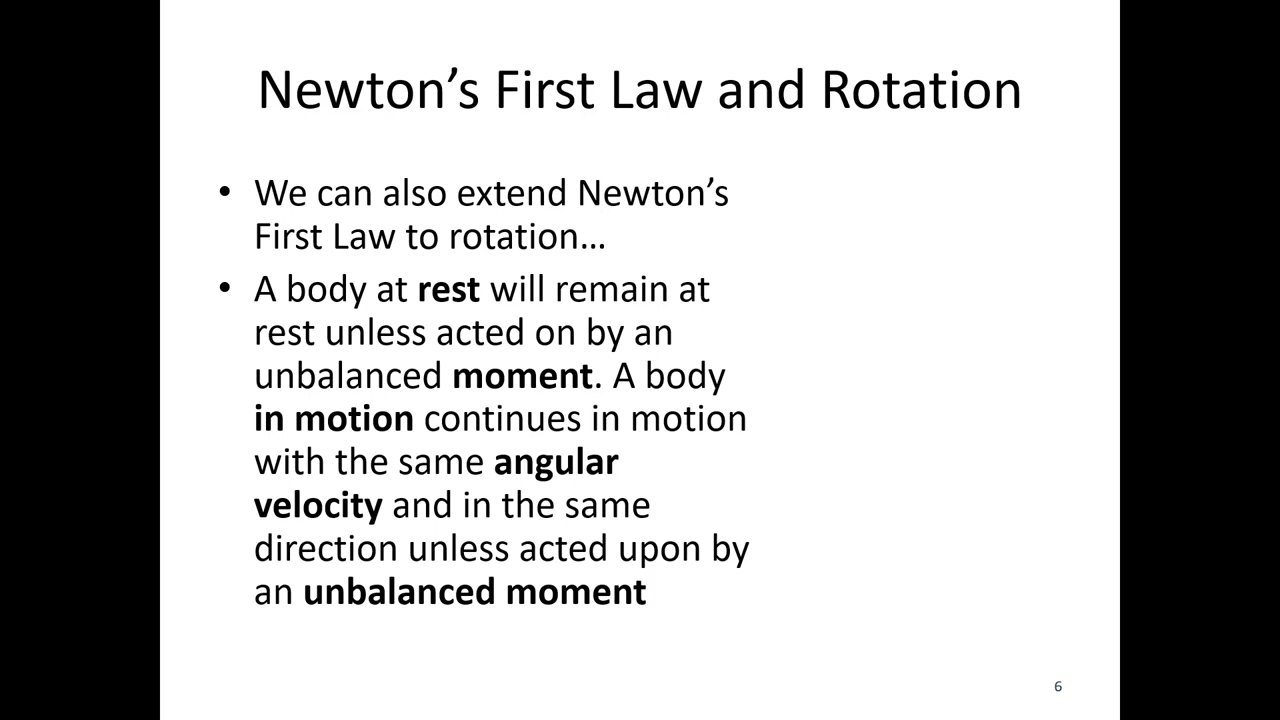 Newton’s First Law and Rotation
• We can also extend Newton’s
First Law to rotation…
• A body at rest will remain at
rest unless acted on by an
unbalanced moment. A body
in motion continues in motion
with the same angular
velocity and in the same
direction unless acted upon by
an unbalanced moment
6